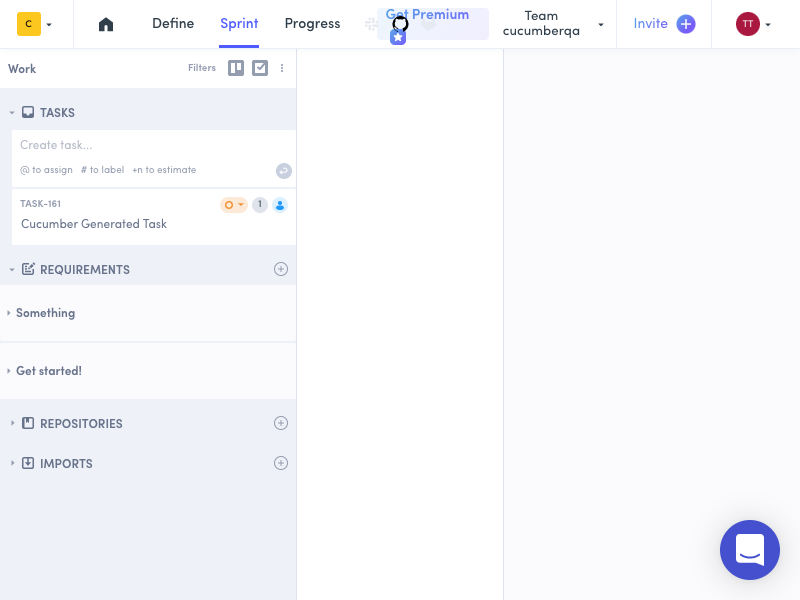 C
Define
Sprint
Progress
Get Premium
Team
cucumberqa
Invite
TT
Work
Filters
TASKS
Create task...
@ to assign # to label +n to estimate
TASK-161
1
Cucumber Generated Task
REQUIREMENTS
Something
Get started!
REPOSITORIES
IMPORTS